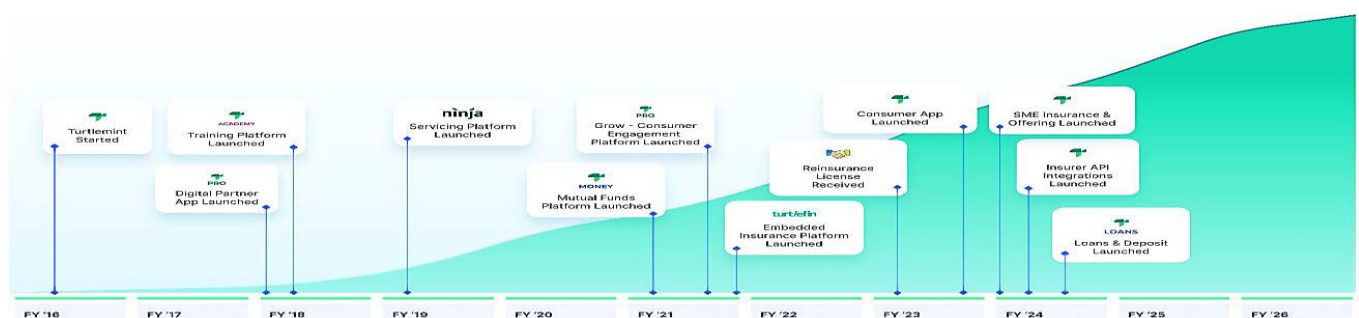 Turtlemint
Started
ACADEMY
Training Platform
Launched
PRO
Digital Partner
App Launched
ninja
Servicing Platform
Launched
MONEY
Mutual Funds
Platform Launched
PRO
Grow - Consumer
Engagement
Platform Launched
turtlefin
Embedded
Insurance Platform
Launched
Reinsurance
License
Received
Consumer App
Launched
SME Insurance &
Offering Launched
Insurer API
Integrations
Launched
LOANS
Loans & Deposit
Launched
FY '16
FY '17
FY '18
FY '19
FY '20
FY '21
FY '22
FY '23
FY '24
FY '25
FY '26